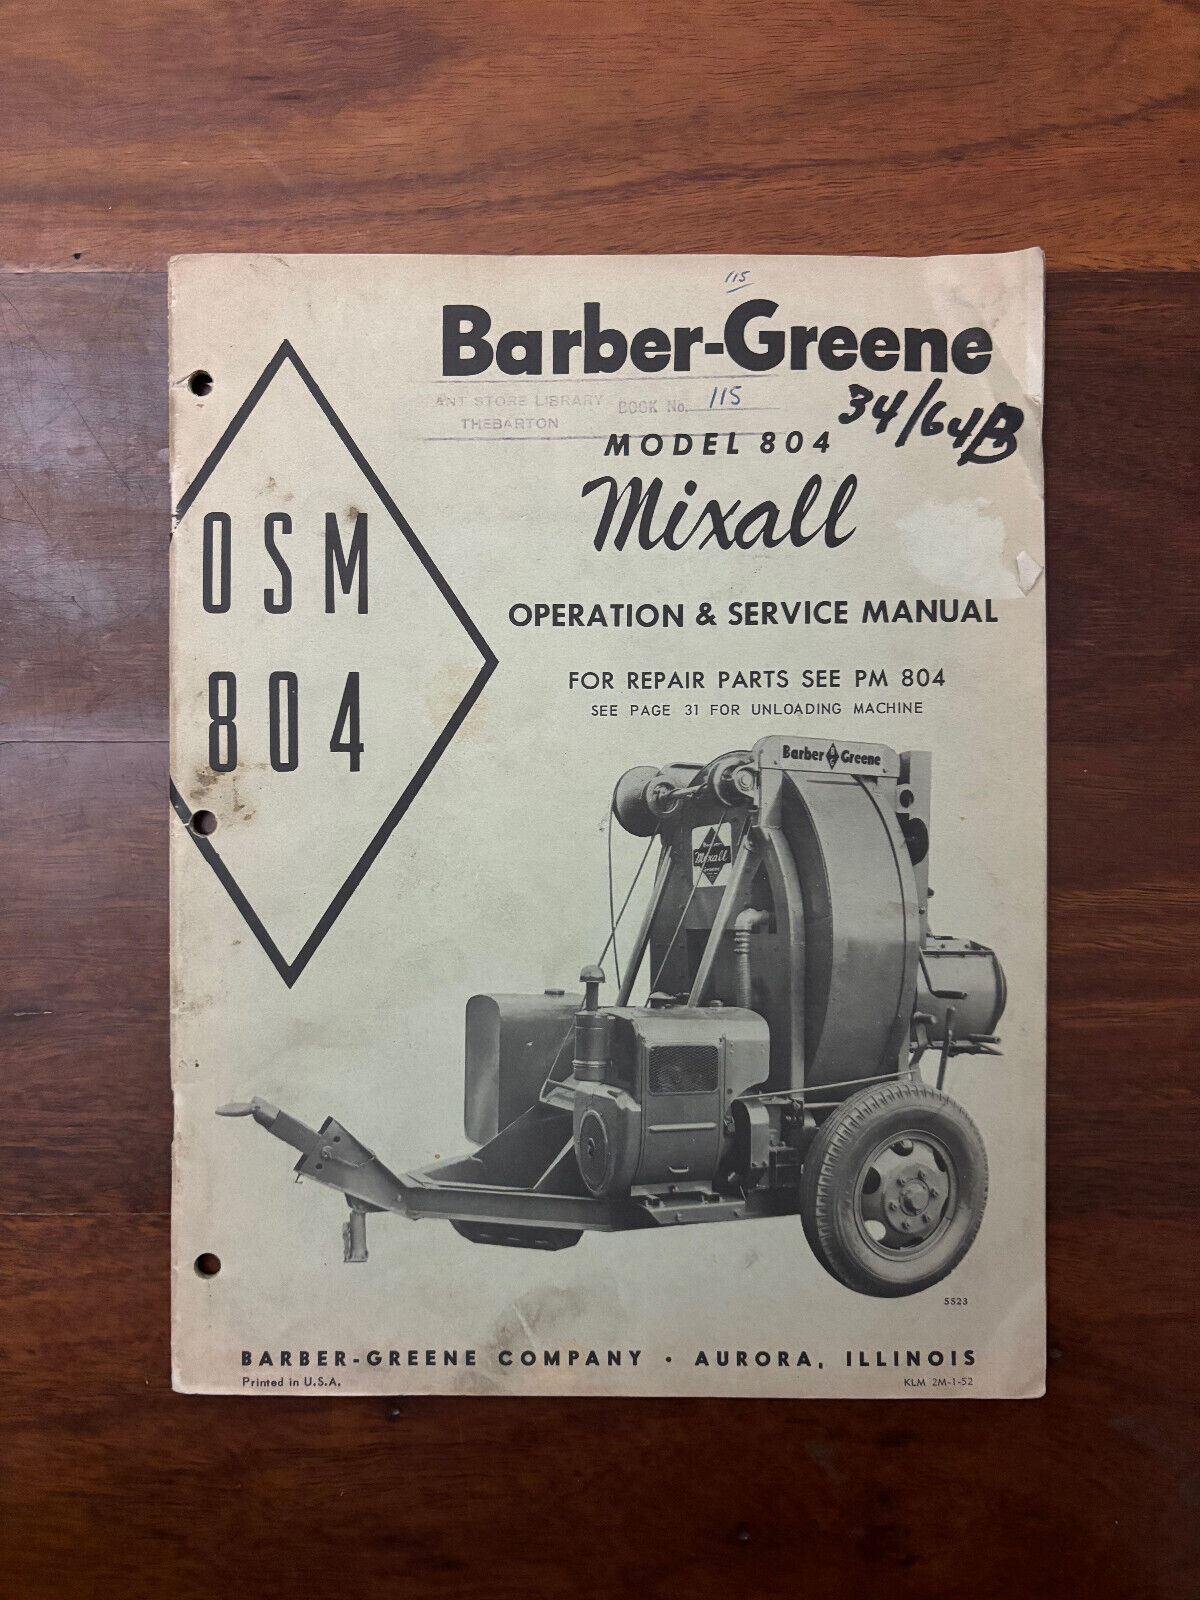 115
Barber-Greene
ANT STORE LIBRARY
THEBARTON
BOOK No. 115
34/64B
MODEL 804
Mixall
OSM
804
OPERATION & SERVICE MANUAL
FOR REPAIR PARTS SEE PM 804
SEE PAGE 31 FOR UNLOADING MACHINE
Barber Greene
Barber-
Mixall
Greene
5523
BARBER-GREENE COMPANY • AURORA, ILLINOIS
Printed in U.S.A.
KLM 2M-1-52